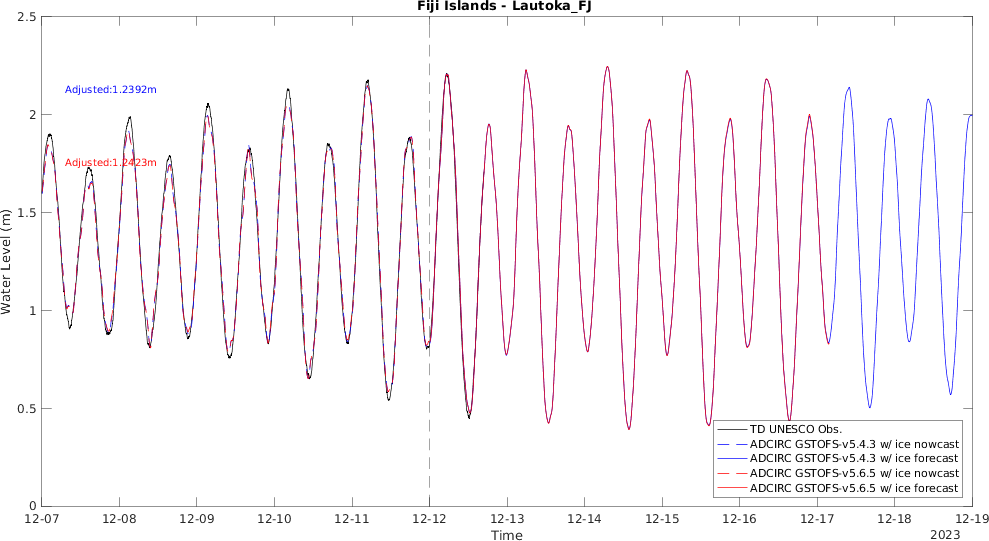 Fiji Islands - Lautoka_FJ
2.5
Adjusted:1.2392m
2
Adjusted:1.2423m
1.5
Water Level (m)
1
0.5
TD UNESCO Obs.
ADCIRC GSTOFS-v5.4.3 w/ ice nowcast
ADCIRC GSTOFS-v5.4.3 w/ ice forecast
ADCIRC GSTOFS-v5.6.5 w/ ice nowcast
ADCIRC GSTOFS-v5.6.5 w/ ice forecast
0
12-07 12-08 12-09 12-10 12-11 12-12 12-13 12-14 12-15 12-16 12-17 12-18 12-19
Time
2023